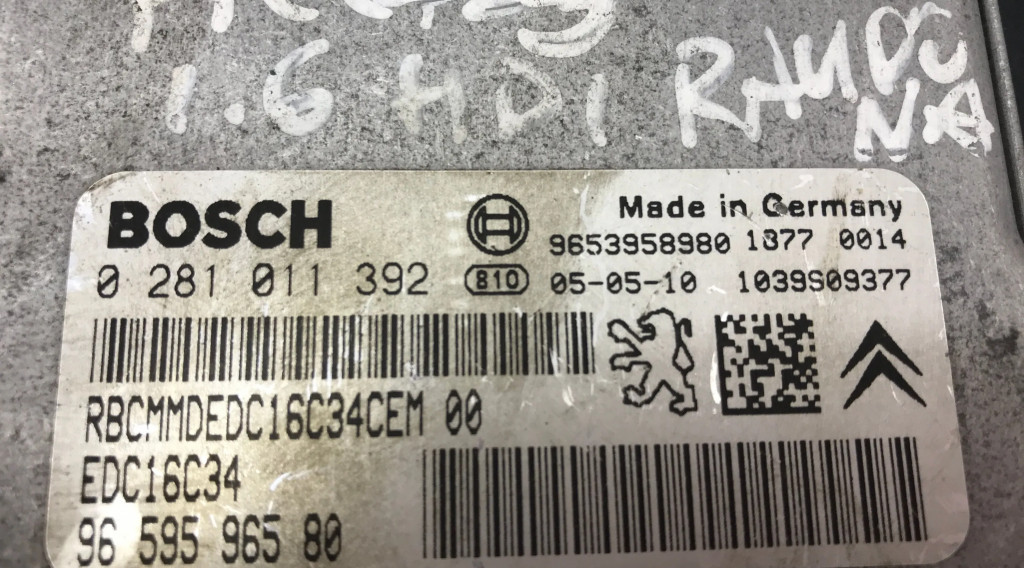 1.6 HDI RAUDO
NA
BOSCH
Made in Germany
9653958980 1877 0014
0 281 011 392
810
05-05-10 1039S09377
RBCMMDEDC16C34CEM 00
EDC16C34
96 595 965 80